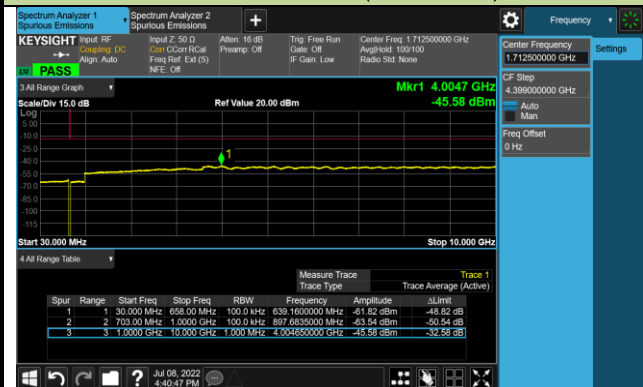 Spectrum Analyzer 1
Spurious Emissions
Spectrum Analyzer 2
Spurious Emissions
Frequency
KEYSIGHT
Input: RF
Coupling: DC
Align: Auto
Input Z: 50 Ω
Corr CCorr RCal
Freq Ref: Ext (S)
NFE: Off
Atten: 16 dB
Preamp: Off
Trig: Free Run
Gate: Off
IF Gain: Low
Center Freq: 1.712500000 GHz
Avg|Hold: 100/100
Radio Std: None
PASS
Center Frequency
1.712500000 GHz
Settings
CF Step
4.399000000 GHz
Auto
Man
Freq Offset
0 Hz
3 All Range Graph
Mkr1 4.0047 GHz
-45.58 dBm
Scale/Div 15.0 dB
Ref Value 20.00 dBm
Log
5.00
-10.0
-25.0
-40.0
-55.0
-70.0
-85.0
-100
-115
1
Start 30.000 MHz
Stop 10.000 GHz
4 All Range Table
Measure Trace
Trace 1
Trace Type
Trace Average (Active)
Spur Range Start Freq Stop Freq RBW Frequency Amplitude ΔLimit
1 1 30.000 MHz 658.00 MHz 100.0 kHz 639.1600000 MHz -61.82 dBm -48.82 dB
2 2 703.00 MHz 1.0000 GHz 100.0 kHz 897.6835000 MHz -63.54 dBm -50.54 dB
3 3 1.0000 GHz 10.000 GHz 1.000 MHz 4.004650000 GHz -45.58 dBm -32.58 dB
Jul 08, 2022
4:40:47 PM